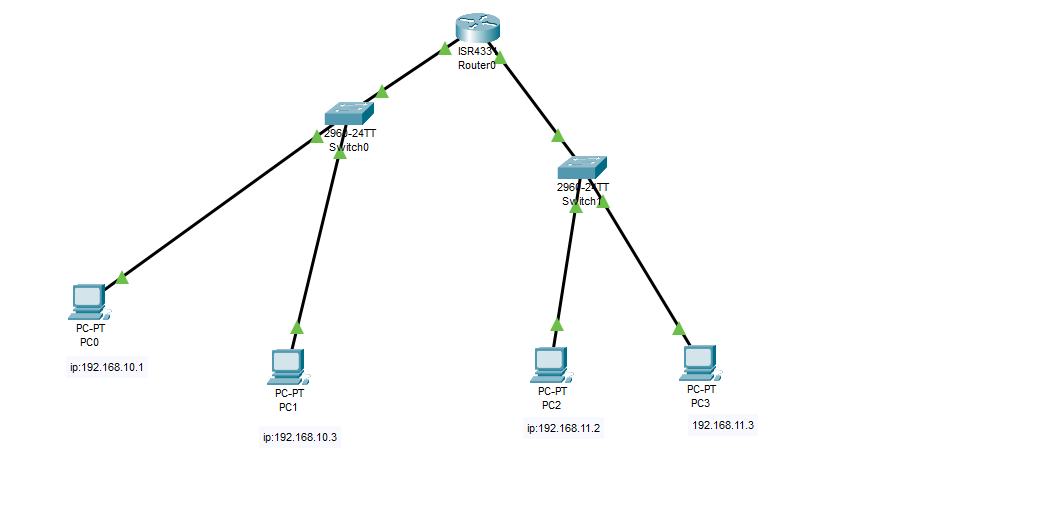 ISR4331
Router0
2960-24TT
Switch0
2960-24TT
Switch1
PC-PT
PC0
ip:192.168.10.1
PC-PT
PC1
ip:192.168.10.3
PC-PT
PC2
ip:192.168.11.2
PC-PT
PC3
192.168.11.3